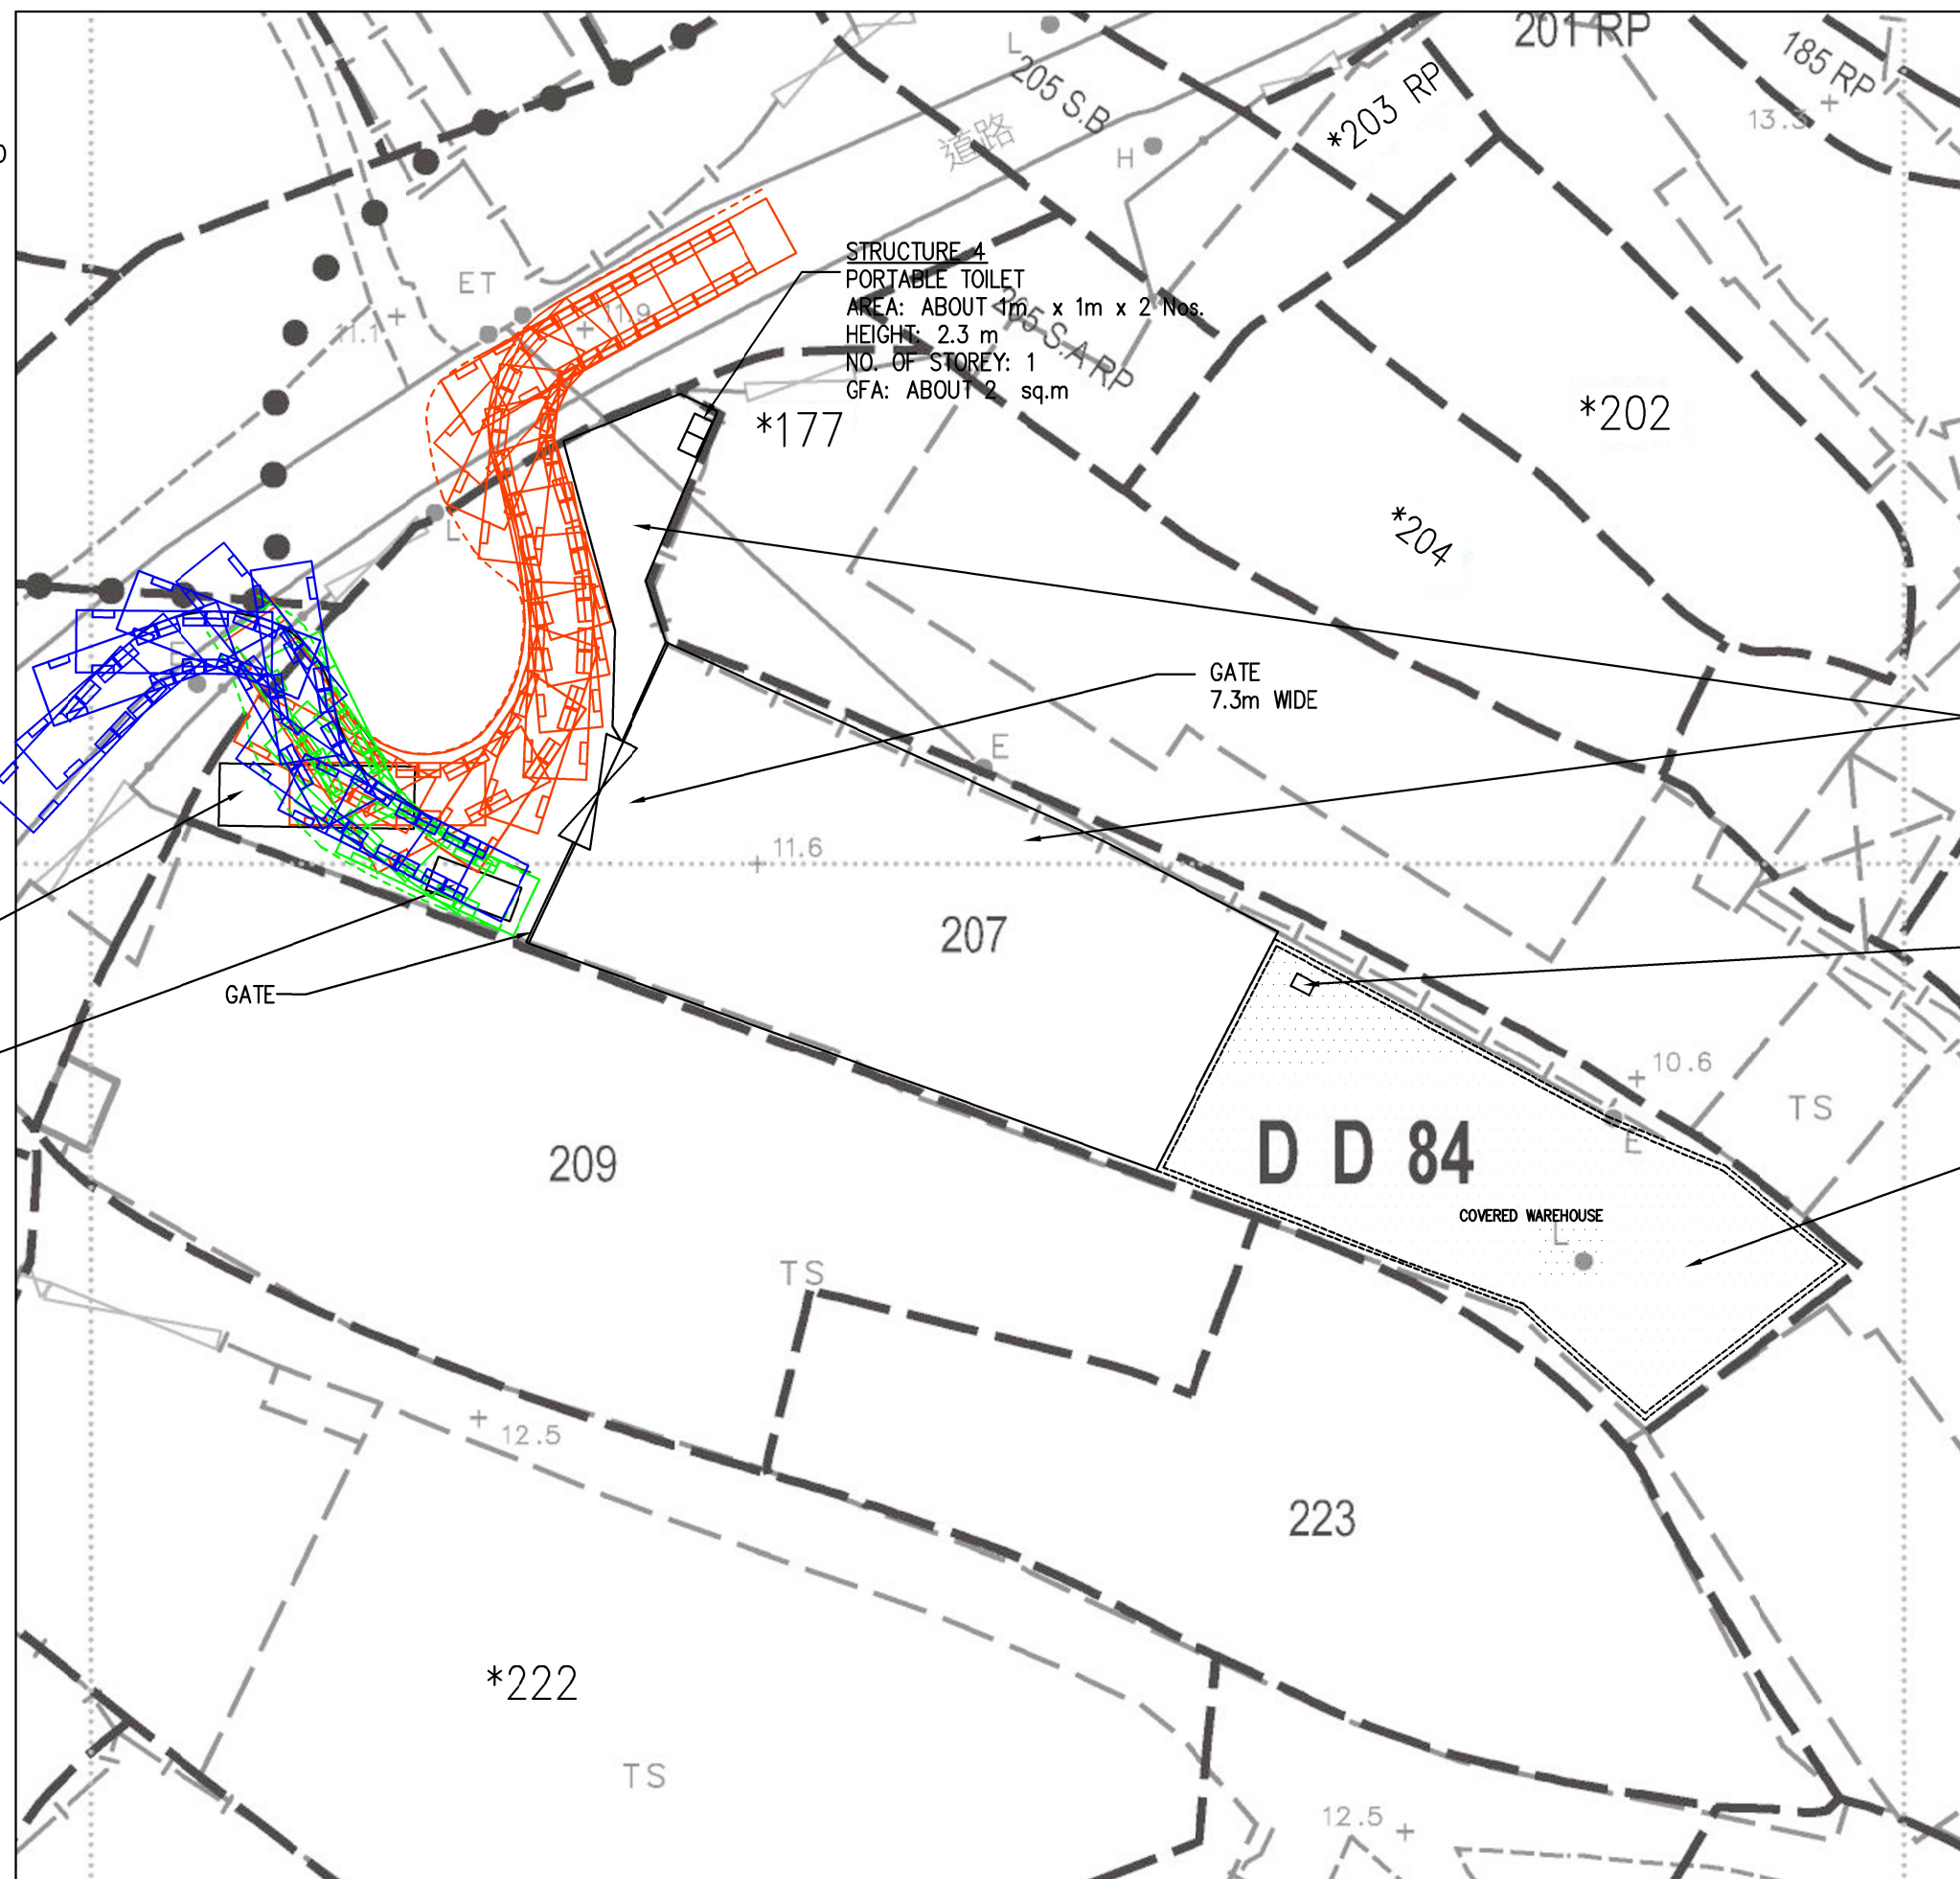 201 RP
185 RP
L
205 S.B
*203 RP
13.3
道路
H
STRUCTURE 4
PORTABLE TOILET
AREA: ABOUT 1m x 1m x 2 Nos.
HEIGHT: 2.3 m
NO. OF STOREY: 1
GFA: ABOUT 2 sq.m
ET
11.9
11.1
205 S.A RP
*177
*202
L
*204
E
GATE
7.3m WIDE
E
11.6
207
GATE
10.6
TS
E
D D 84
209
COVERED WAREHOUSE
L
TS
12.5
223
*222
TS
12.5